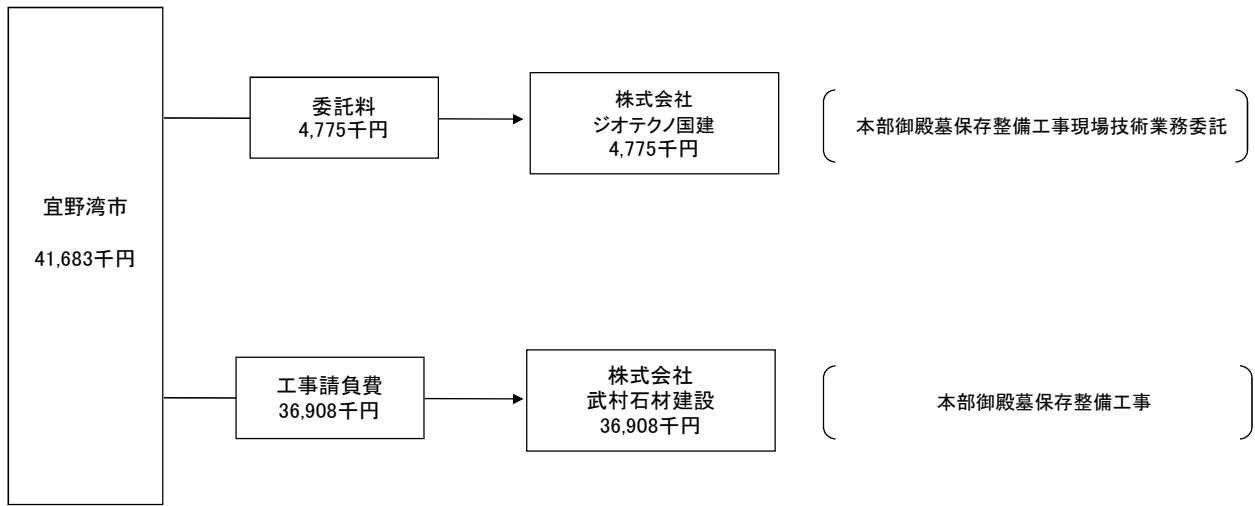 宜野湾市
41,683千円
委託料
4,775千円
株式会社
ジオテクノ国建
4,775千円
本部御殿墓保存整備工事現場技術業務委託
工事請負費
36,908千円
株式会社
武村石材建設
36,908千円
本部御殿墓保存整備工事